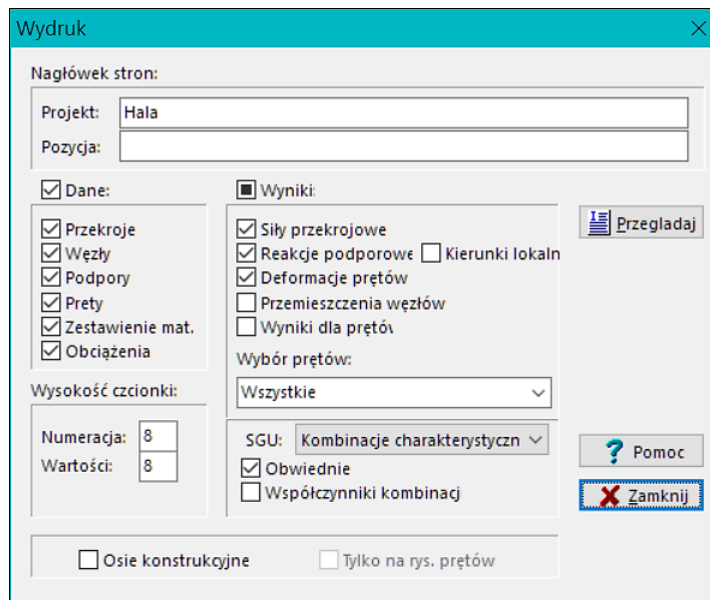 Wydruk
Nagłówek stron:
Projekt: Hala
Pozycja:
Dane:
Przekroje
Węzły
Podpory
Prety
Zestawienie mat.
Obciążenia
Wysokość czcionki:
Numeracja: 8
Wartości: 8
Wyniki:
Siły przekrojowe
Reakcje podporowe Kierunki lokaln
Deformacje prętów
Przemieszczenia węzłów
Wyniki dla prętów
Wybór prętów:
Wszystkie
SGU: Kombinacje charakterystyczn
Obwiednie
Współczynniki kombinacj
Przegladaj
Pomoc
Zamknij
Osie konstrukcyjne Tylko na rys. prętów